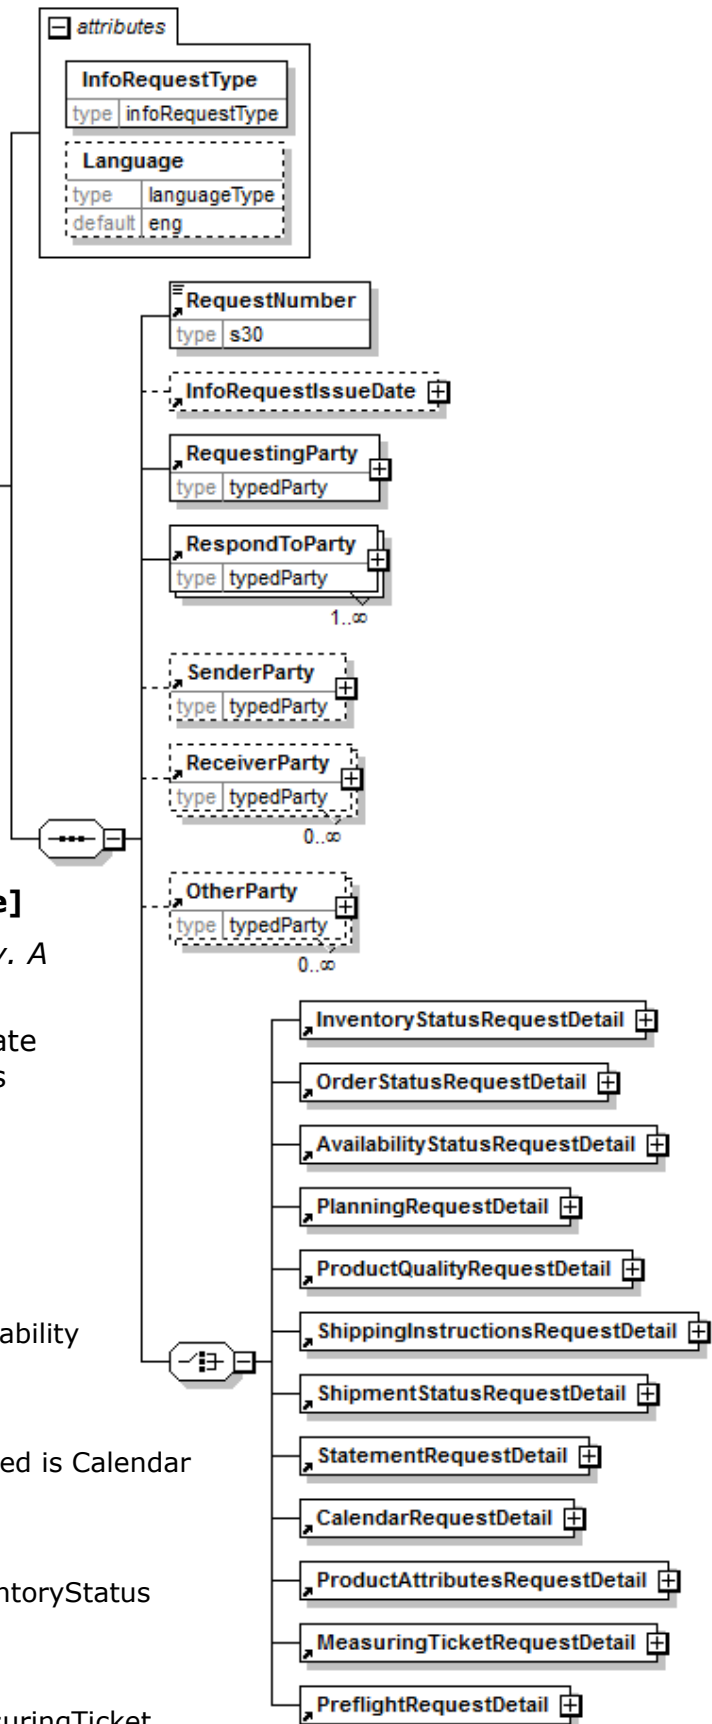 attributes
InfoRequestType
type infoRequestType
Language
type languageType
default eng
RequestNumber
type s30
InfoRequestIssueDate
RequestingParty
type typedParty
RespondToParty
type typedParty
1..∞
SenderParty
type typedParty
ReceiverParty
type typedParty
0..∞
e]
OtherParty
type typedParty
y. A
0..∞
InventoryStatusRequestDetail
ate
s
OrderStatusRequestDetail
AvailabilityStatusRequestDetail
PlanningRequestDetail
ProductQualityRequestDetail
ability
ShippingInstructionsRequestDetail
ShipmentStatusRequestDetail
ed is Calendar
StatementRequestDetail
CalendarRequestDetail
ntoryStatus
ProductAttributesRequestDetail
MeasuringTicketRequestDetail
suringTicket
PreflightRequestDetail